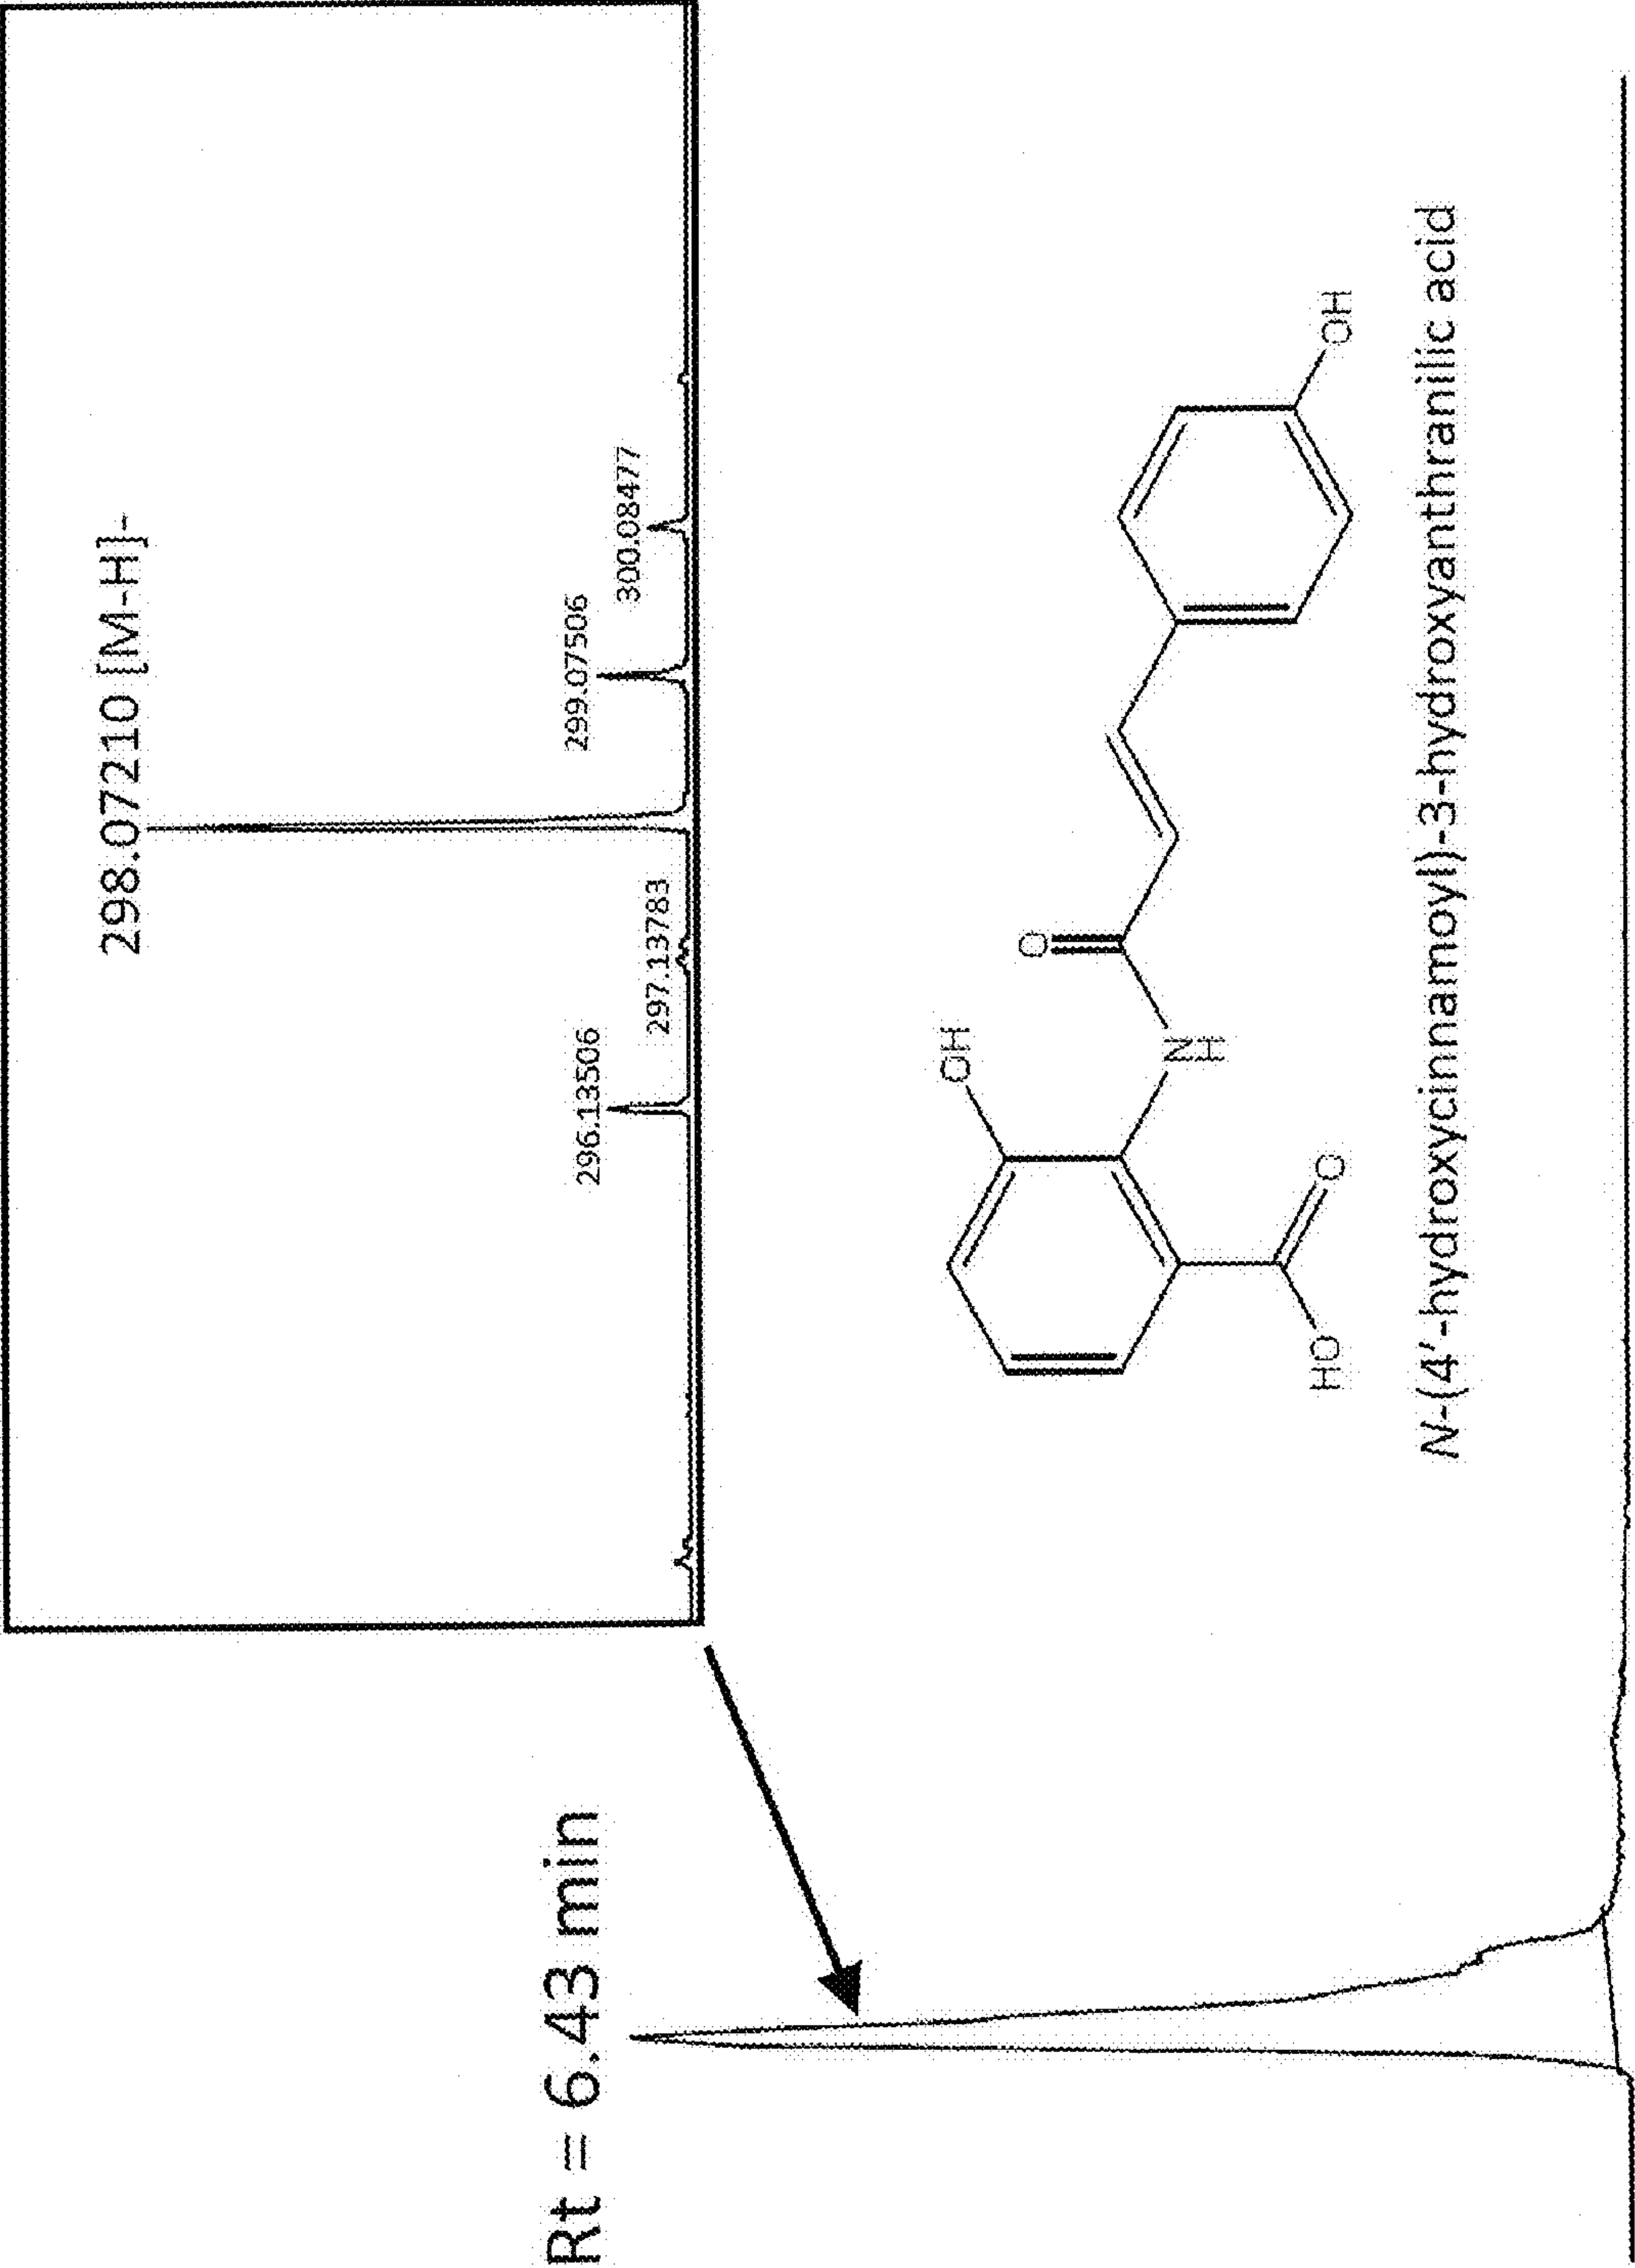 298.07210 [M-H]-
296.13506
297.13783
299.07506
300.08477
Rt = 6.43 min
OH
O
N
H
HO
O
OH
N-(4′-hydroxycinnamoyl)-3-hydroxyanthranilic acid